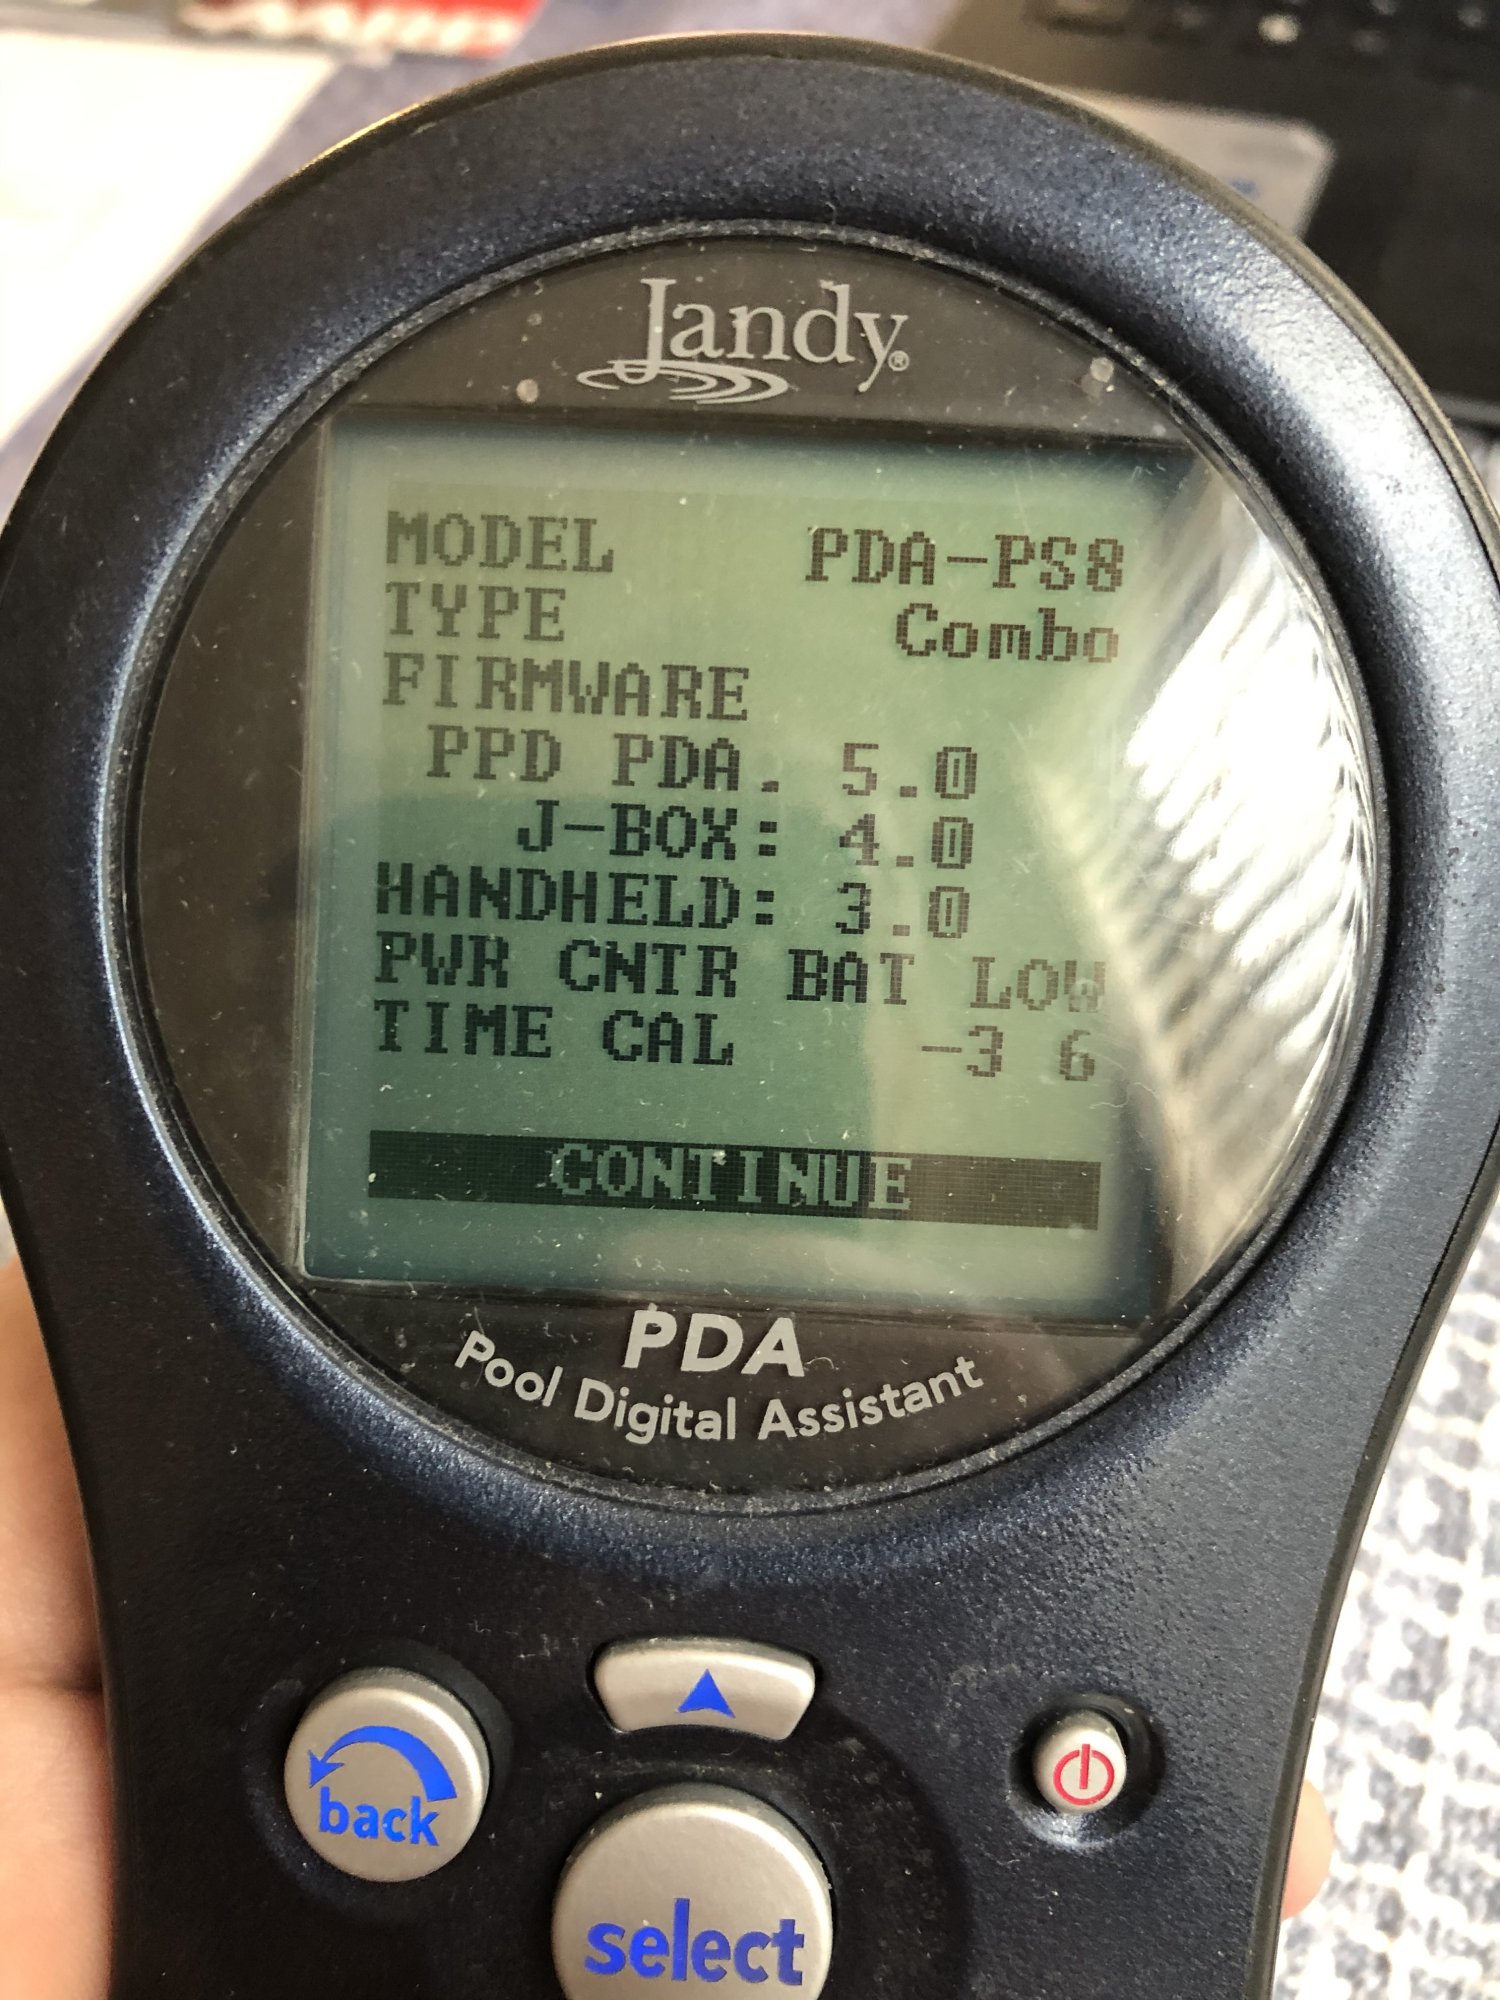 Jandy®
MODEL PDA-PS8
TYPE Combo
FIRMWARE
PPD PDA. 5.0
J-BOX: 4.0
HANDHELD: 3.0
PWR CNTR BAT LOW
TIME CAL -3 6
CONTINUE
PDA
Pool Digital Assistant
back
select